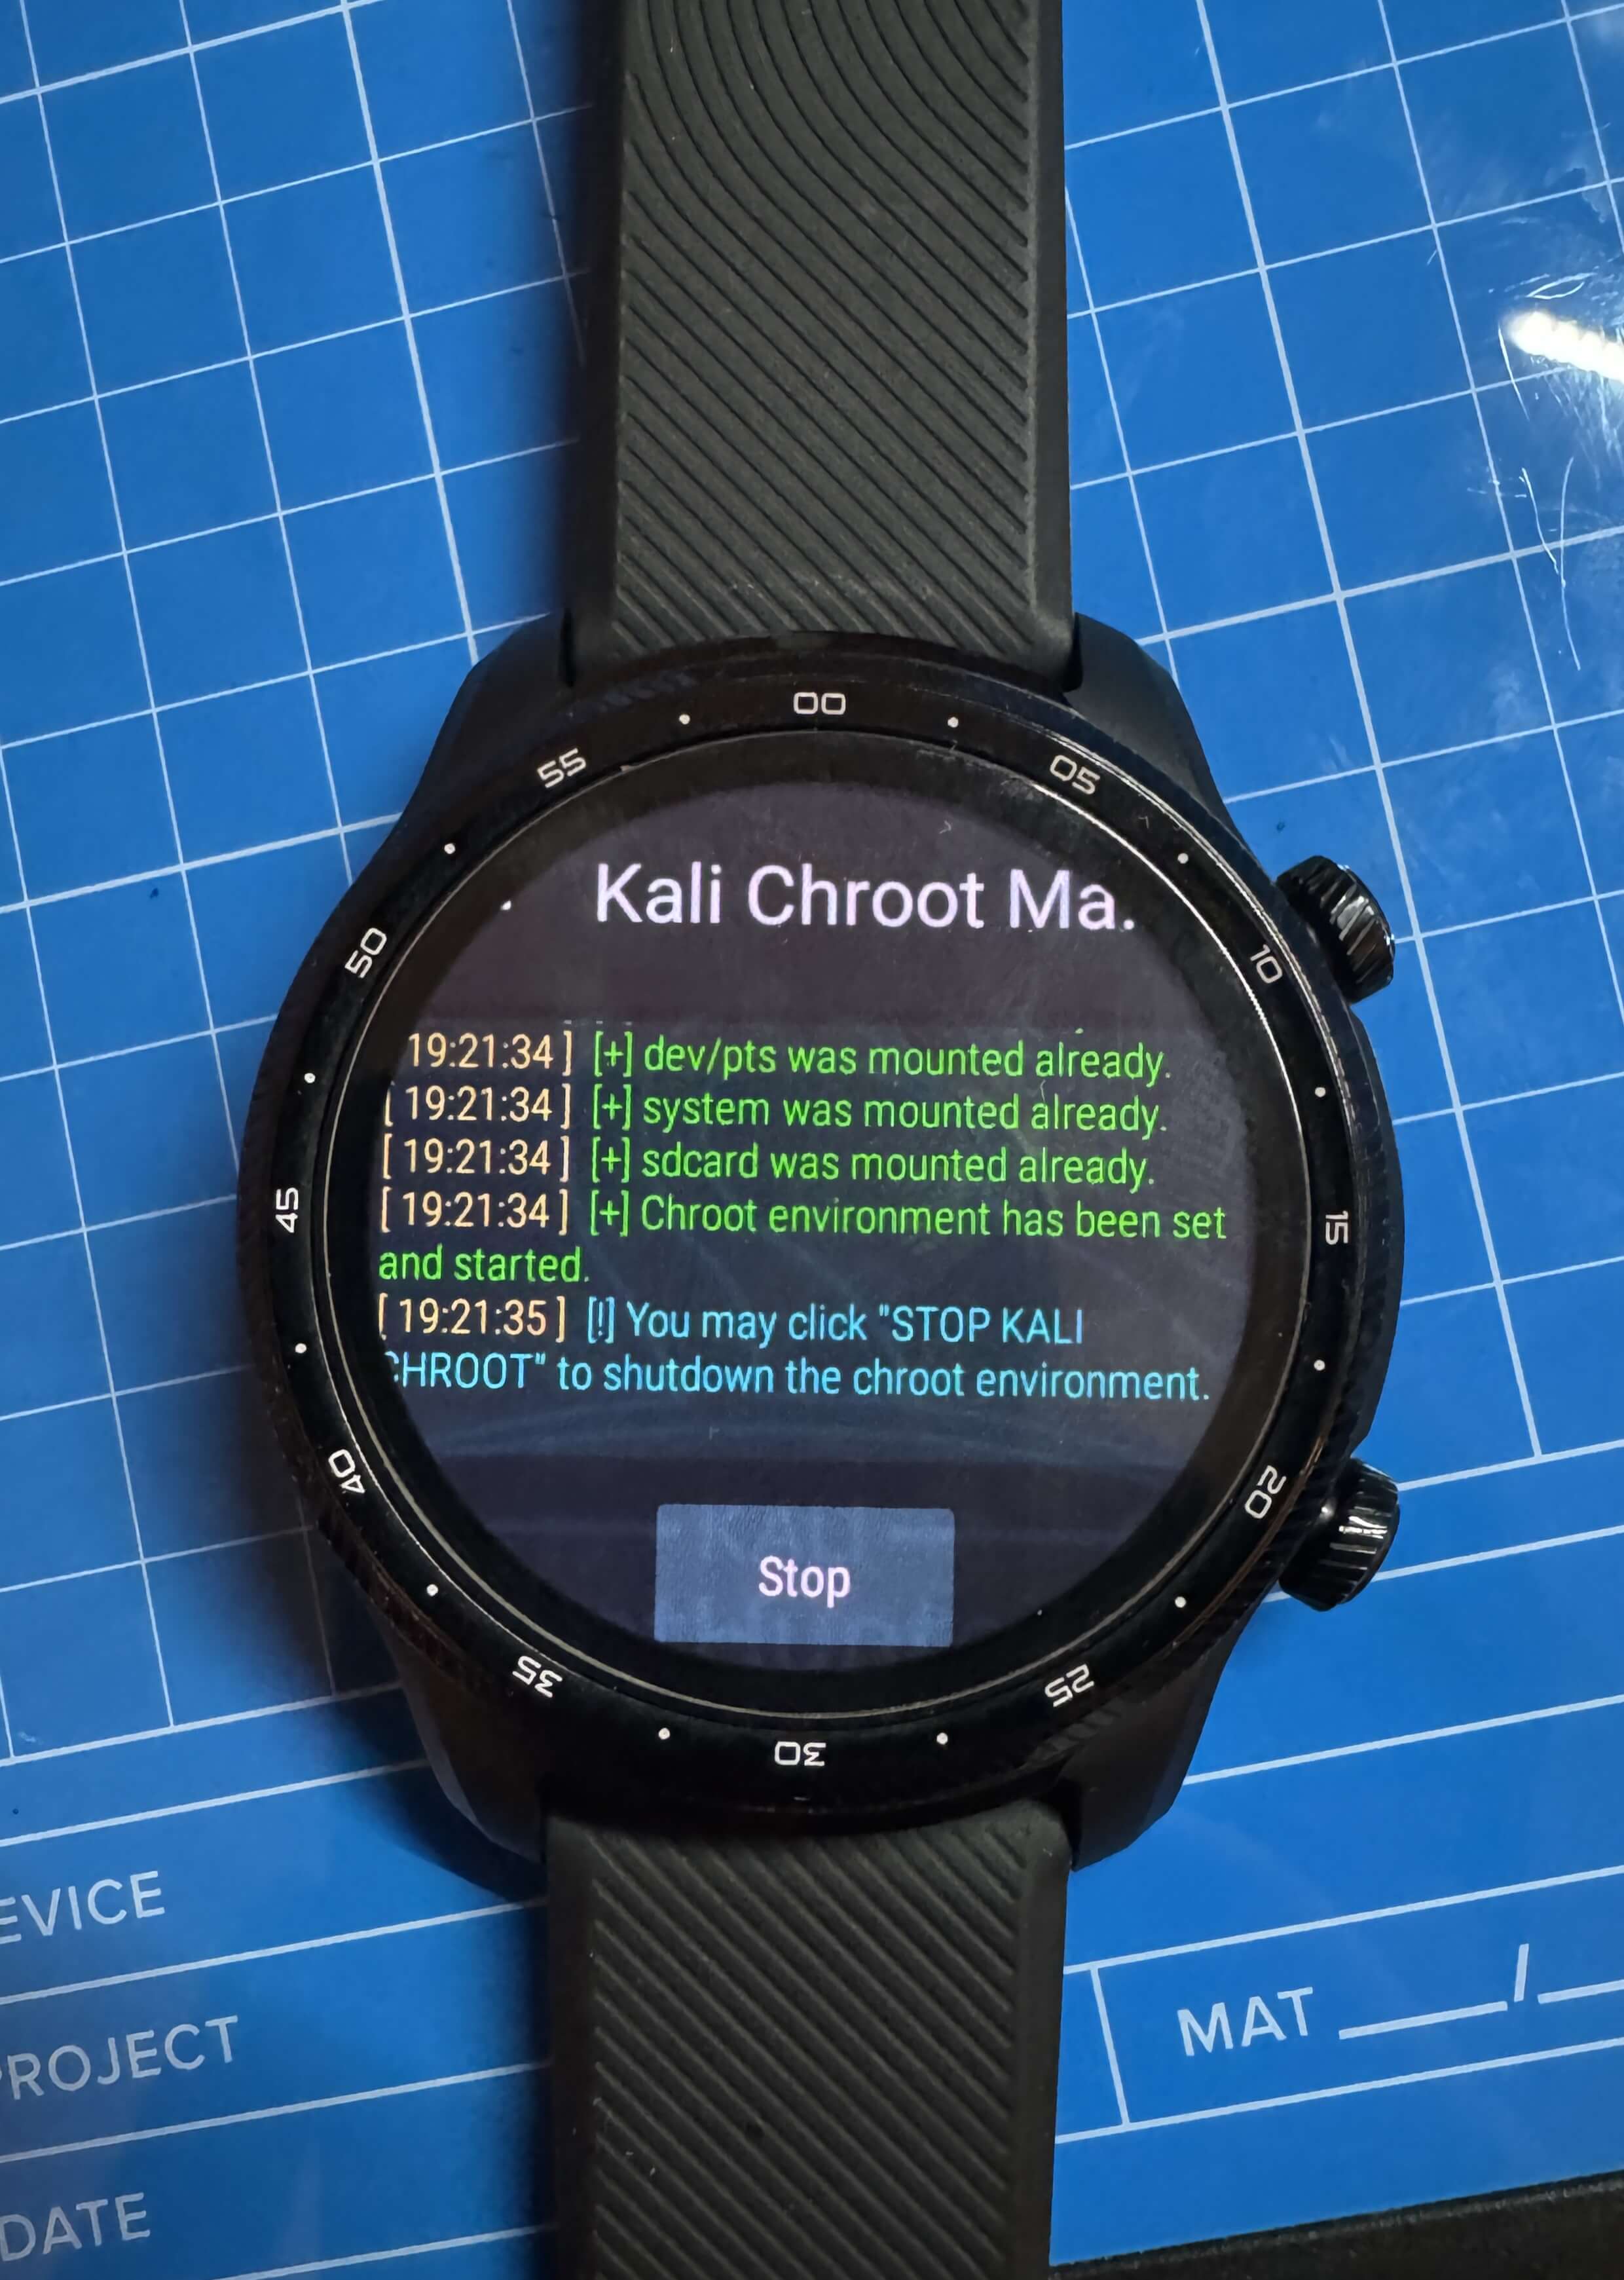 00
05
10
15
20
25
30
35
40
45
50
55
Kali Chroot Ma.
19:21:34] [+] dev/pts was mounted already.
[19:21:34] [+] system was mounted already.
[19:21:34] [+] sdcard was mounted already.
[19:21:34] [+] Chroot environment has been set
and started.
[19:21:35] [!] You may click "STOP KALI
CHROOT" to shutdown the chroot environment.
Stop
EVICE
PROJECT
DATE
MAT __/__